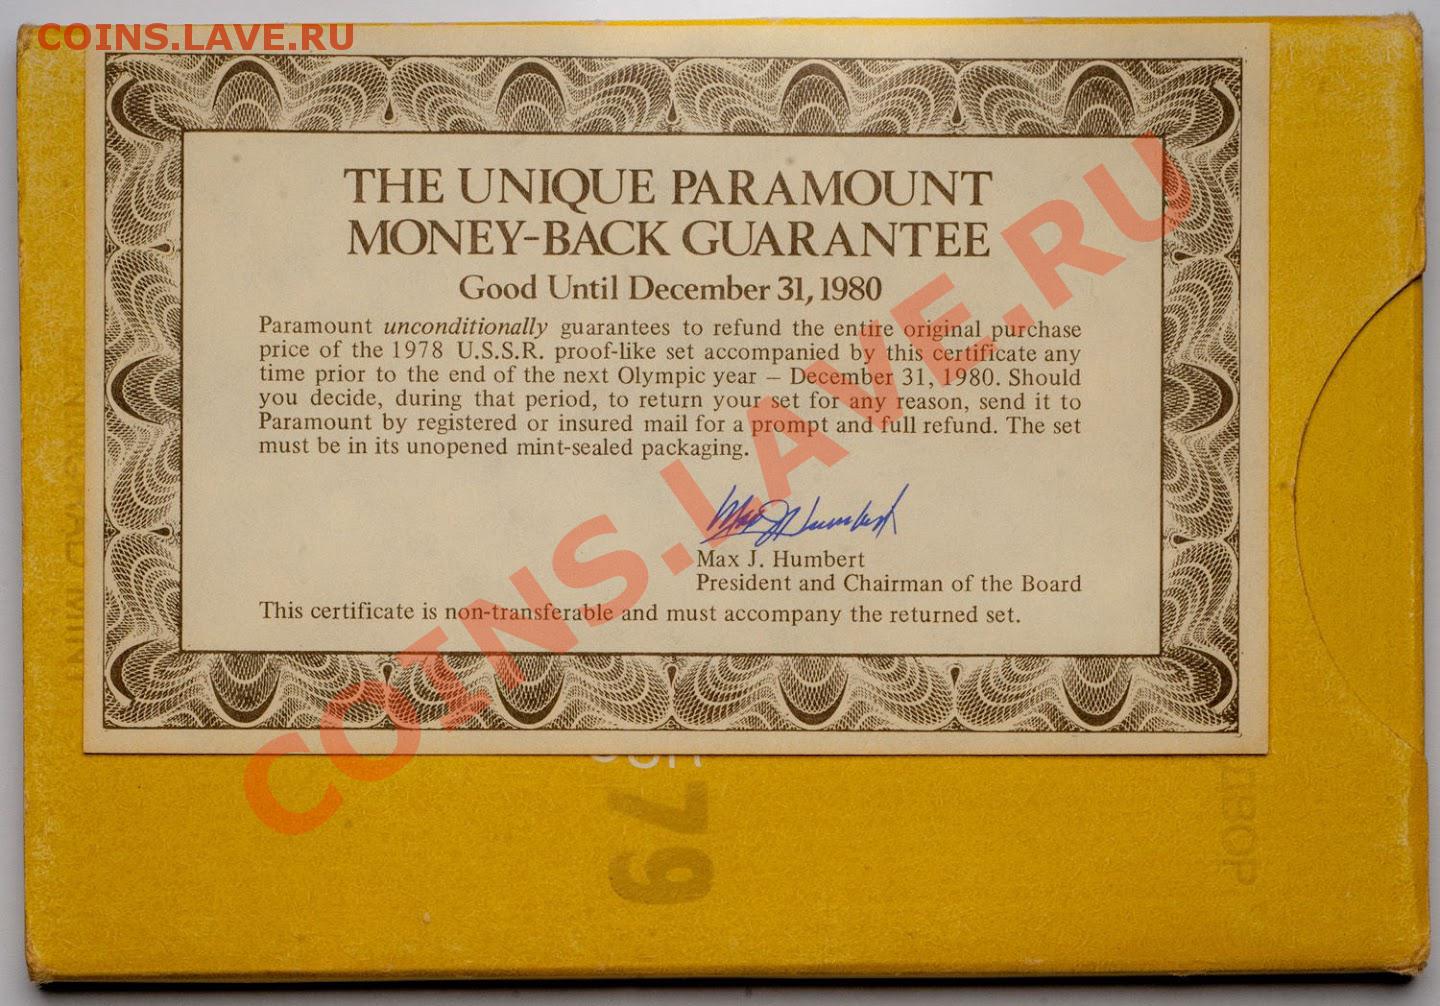 COINS.LAVE.RU
THE UNIQUE PARAMOUNT
MONEY-BACK GUARANTEE
Good Until December 31, 1980
Paramount unconditionally guarantees to refund the entire original purchase
price of the 1978 U.S.S.R. proof-like set accompanied by this certificate any
time prior to the end of the next Olympic year – December 31, 1980. Should
you decide, during that period, to return your set for any reason, send it to
Paramount by registered or insured mail for a prompt and full refund. The set
must be in its unopened mint-sealed packaging.
Max J Humbert
Max J. Humbert
President and Chairman of the Board
This certificate is non-transferable and must accompany the returned set.
COINS.LAVE.RU
79